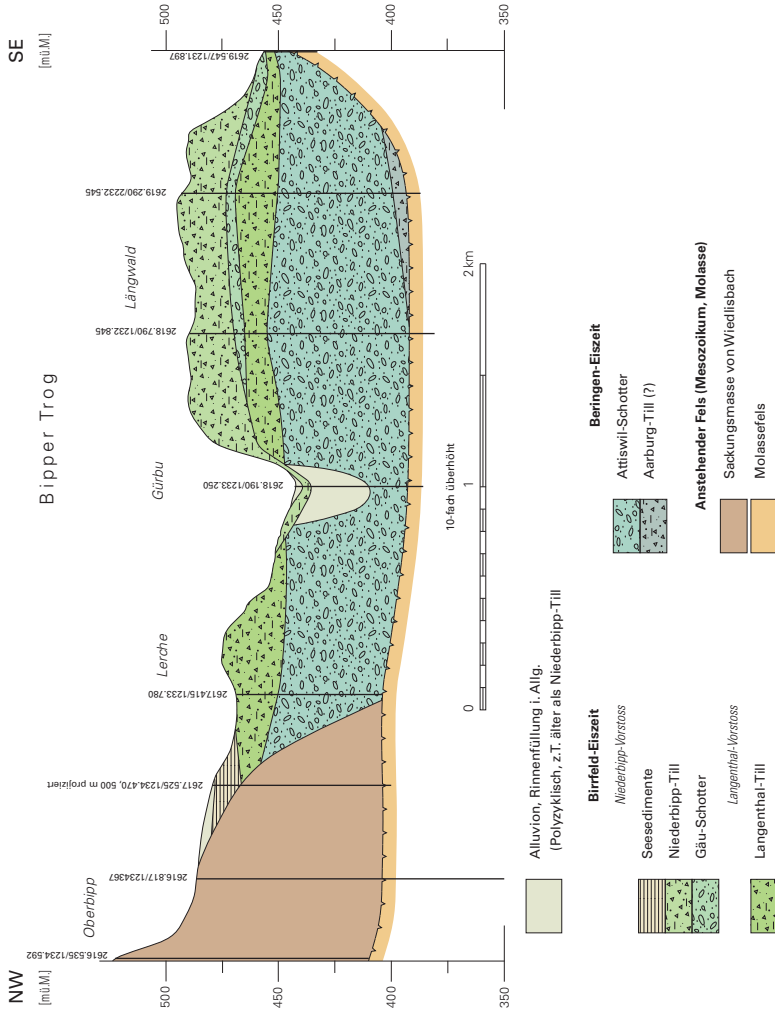 Bipper Trog
NW
[mü.M.]
SE
[mü.M.]
Oberbipp
Lerche
Gürbu
Längwald
500
450
400
350
500
450
400
350
2616.535/1234.592
2616.817/1234367
2617.525/1234.470, 500 m projiziert
2617.415/1233.780
2618.190/1233.250
2618.790/1232.845
2619.290/2232.545
2619.547/1231.897
0
1
2 km
10-fach überhöht
Alluvion, Rinnenfüllung i. Allg.
(Polyzyklisch, z.T. älter als Niederbipp-Till
Birrfeld-Eiszeit
Niederbipp-Vorstoss
Seesedimente
Niederbipp-Till
Gäu-Schotter
Langenthal-Vorstoss
Langenthal-Till
Beringen-Eiszeit
Attiswil-Schotter
Aarburg-Till (?)
Anstehender Fels (Mesozoikum, Molasse)
Sackungsmasse von Wiedlisbach
Molassefels